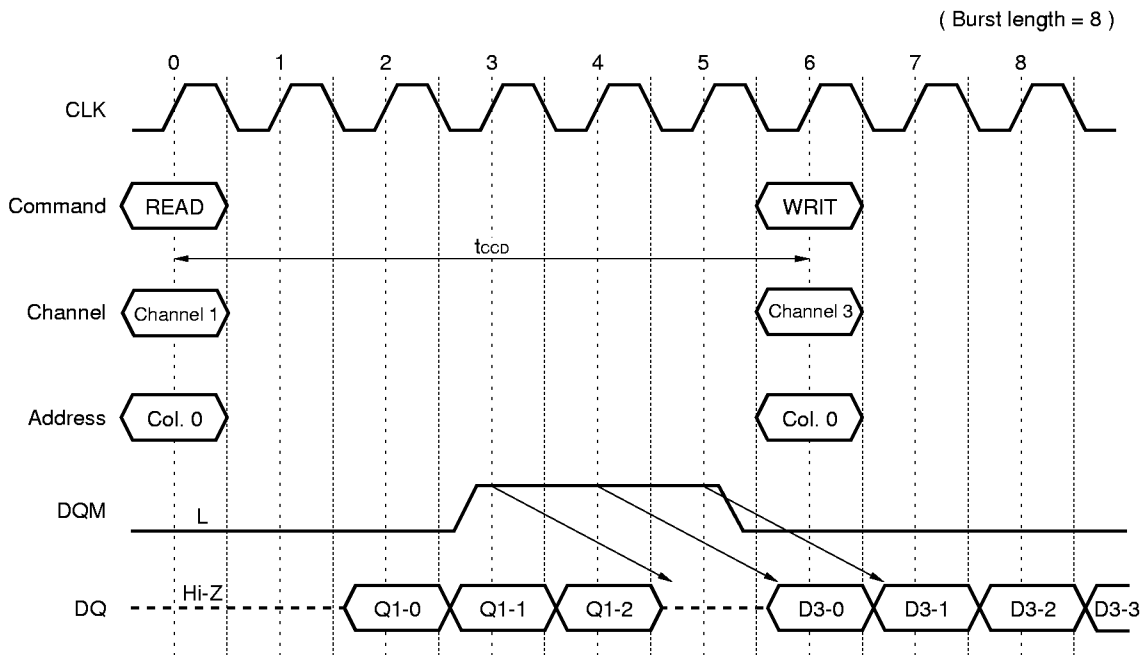 ( Burst length = 8 )
0 1 2 3 4 5 6 7 8
CLK
Command READ WRIT
tCCD
Channel Channel 1 Channel 3
Address Col. 0 Col. 0
DQM L
Hi-Z
DQ Q1-0 Q1-1 Q1-2 D3-0 D3-1 D3-2 D3-3